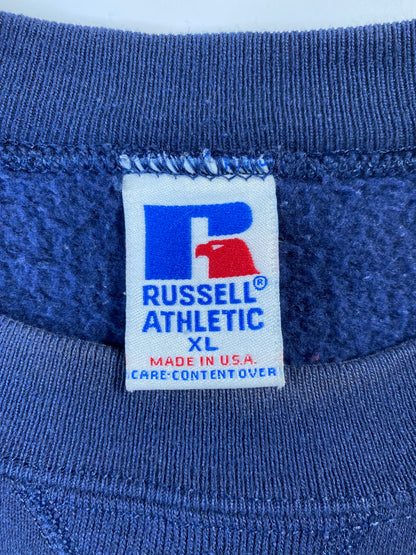 RUSSELL®
ATHLETIC
XL
MADE IN U.S.A.
CARE-CONTENT OVER